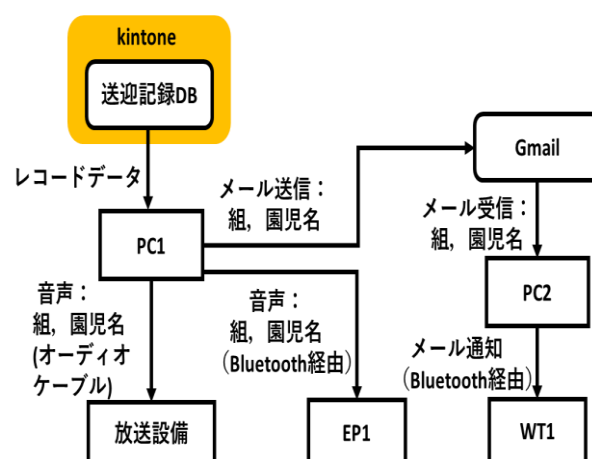 kintone
送迎記録DB
レコードデータ
メール送信：
組，園児名
Gmail
メール受信：
組，園児名
PC1
PC2
音声：
組，園児名
(オーディオ
ケーブル)
音声：
組，園児名
（Bluetooth経由）
メール通知
（Bluetooth経由）
放送設備
EP1
WT1